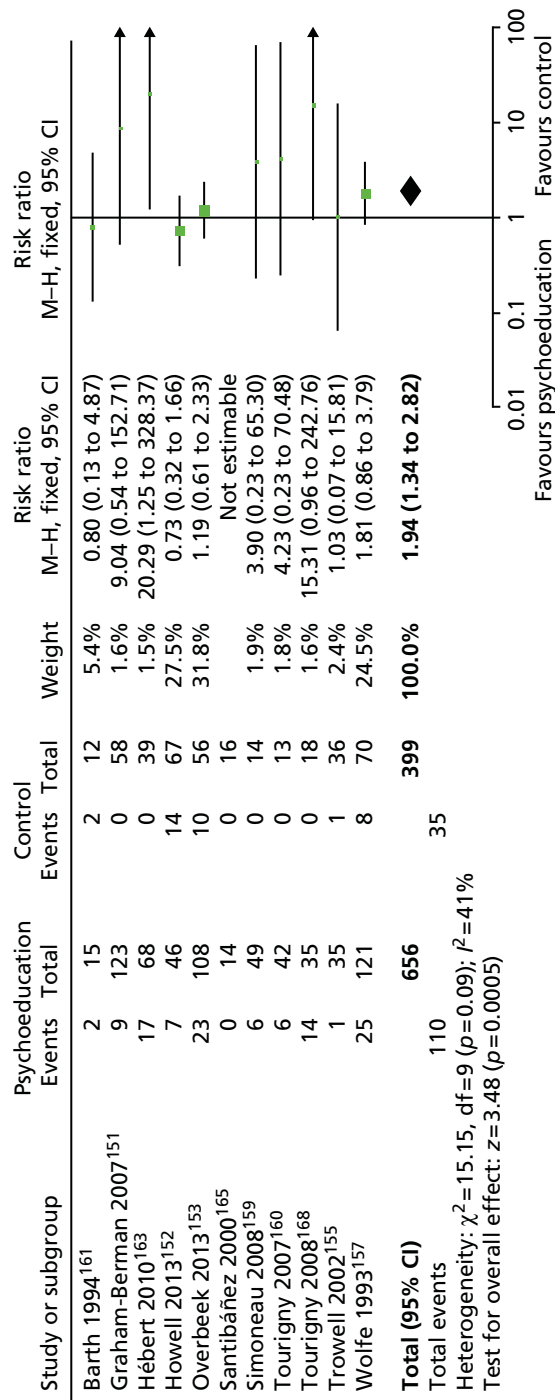 Psychoeducation Control Risk ratio Risk ratio
Study or subgroup Events Total Events Total Weight M–H, fixed, 95% CI M–H, fixed, 95% CI
Barth 1994161 2 15 2 12 5.4% 0.80 (0.13 to 4.87)
Graham-Berman 2007151 9 123 0 58 1.6% 9.04 (0.54 to 152.71)
Hébert 2010163 17 68 0 39 1.5% 20.29 (1.25 to 328.37)
Howell 2013152 7 46 14 67 27.5% 0.73 (0.32 to 1.66)
Overbeek 2013153 23 108 10 56 31.8% 1.19 (0.61 to 2.33)
Santibáñez 2000165 0 14 0 16 Not estimable
Simoneau 2008159 6 49 0 14 1.9% 3.90 (0.23 to 65.30)
Tourigny 2007160 6 42 0 13 1.8% 4.23 (0.23 to 70.48)
Tourigny 2008168 14 35 0 18 1.6% 15.31 (0.96 to 242.76)
Trowell 2002155 1 35 1 36 2.4% 1.03 (0.07 to 15.81)
Wolfe 1993157 25 121 8 70 24.5% 1.81 (0.86 to 3.79)
Total (95% CI) 656 399 100.0% 1.94 (1.34 to 2.82)
Total events 110 35
Heterogeneity: χ2=15.15, df=9 (p=0.09); I2=41%
Test for overall effect: z=3.48 (p=0.0005)
0.01 0.1 1 10 100
Favours psychoeducation Favours control